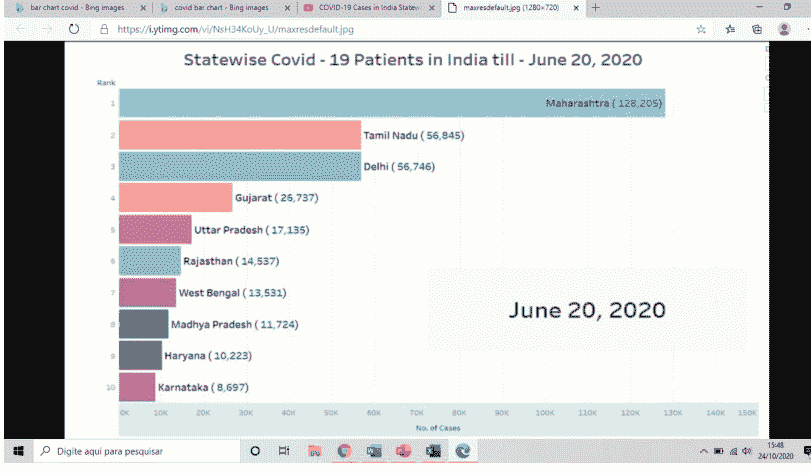 bar chart covid - Bing images
covid bar chart - Bing images
COVID-19 Cases in India Statew
maxresdefault.jpg (1280×720)
https://i.ytimg.com/vi/NsH34KoUy_U/maxresdefault.jpg
Statewise Covid - 19 Patients in India till - June 20, 2020
Rank
1 Maharashtra ( 128,205)
2 Tamil Nadu ( 56,845)
3 Delhi ( 56,746)
4 Gujarat ( 26,737)
5 Uttar Pradesh ( 17,135)
6 Rajasthan ( 14,537)
7 West Bengal ( 13,531)
8 Madhya Pradesh ( 11,724)
9 Haryana ( 10,223)
10 Karnataka ( 8,697)
June 20, 2020
0K 10K 20K 30K 40K 50K 60K 70K 80K 90K 100K 110K 120K 130K 140K 150K
No. of Cases
Digite aqui para pesquisar
15:48
24/10/2020